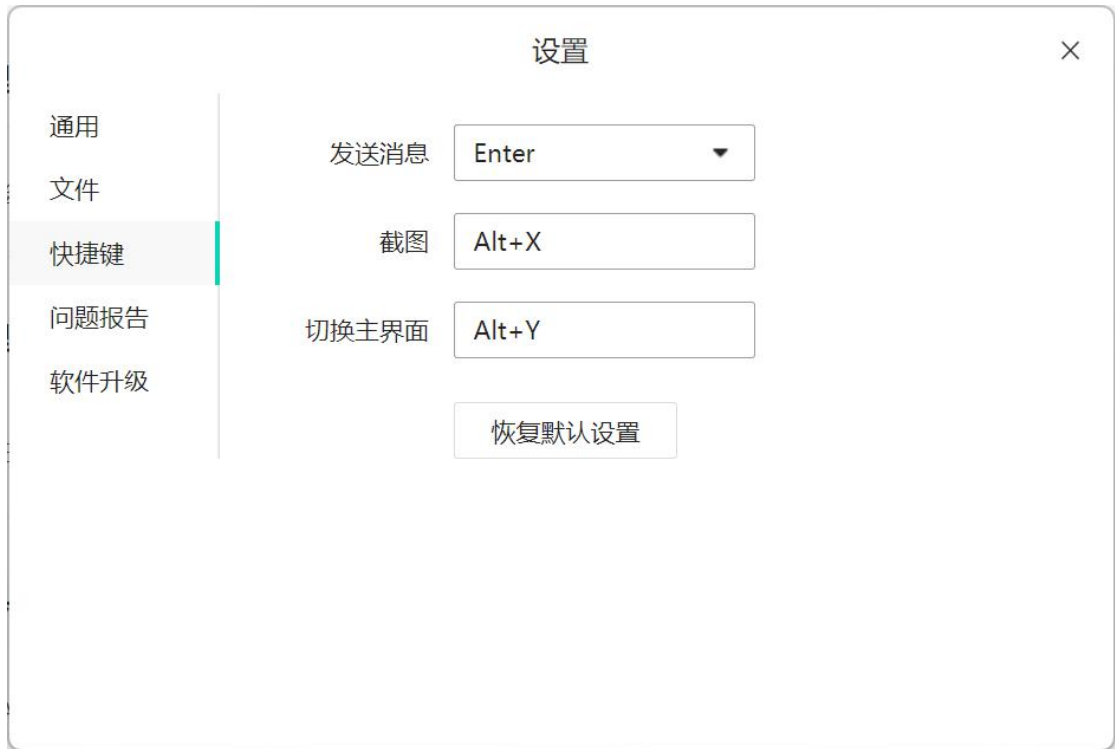 设置
通用
文件
快捷键
问题报告
软件升级
发送消息 Enter
截图 Alt+X
切换主界面 Alt+Y
恢复默认设置